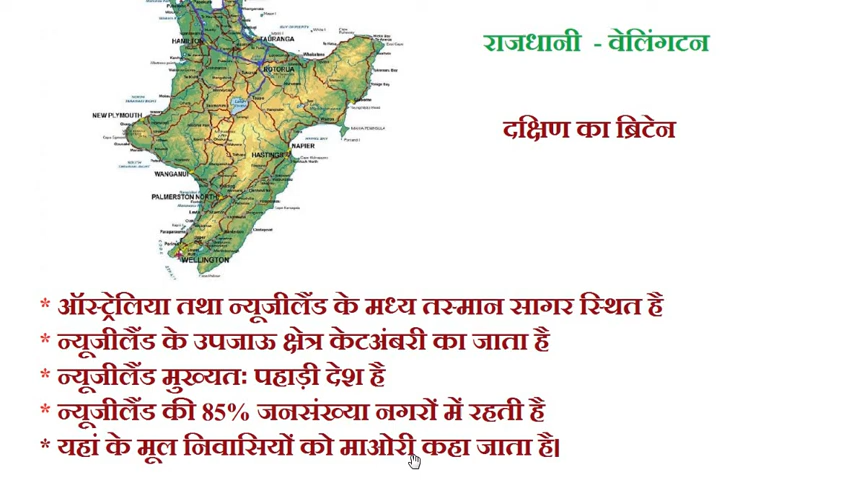 HAMILTON
TAURANGA
ROTORUA
राजधानी - वेलिंगटन
NEW PLYMOUTH
दक्षिण का ब्रिटेन
NAPIER
HASTINGS
WANGANUI
PALMERSTON NORTH
WELLINGTON
* ऑस्ट्रेलिया तथा न्यूजीलैंड के मध्य तस्मान सागर स्थित है
* न्यूजीलैंड के उपजाऊ क्षेत्र केटअंबरी का जाता है
* न्यूजीलैंड मुख्यतः पहाड़ी देश है
* न्यूजीलैंड की 85% जनसंख्या नगरों में रहती है
* यहां के मूल निवासियों को माओरी कहा जाता है|